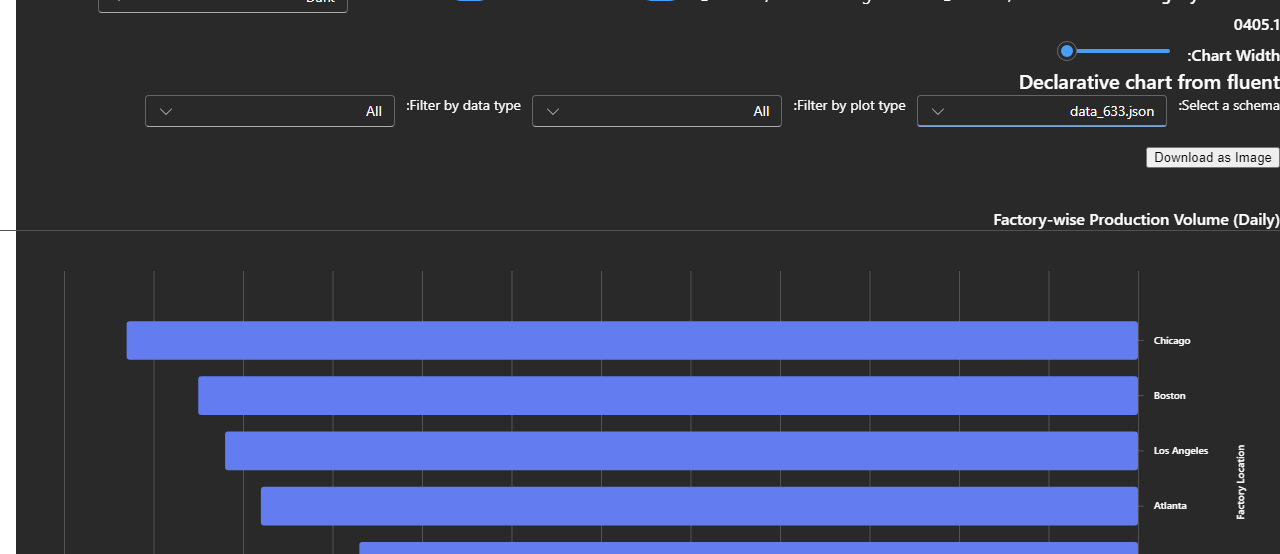 0405.1
:Chart Width
Declarative chart from fluent
:Select a schema
data_633.json
:Filter by plot type
All
:Filter by data type
All
Download as Image
Factory-wise Production Volume (Daily)
Chicago
Boston
Los Angeles
Atlanta
Factory Location